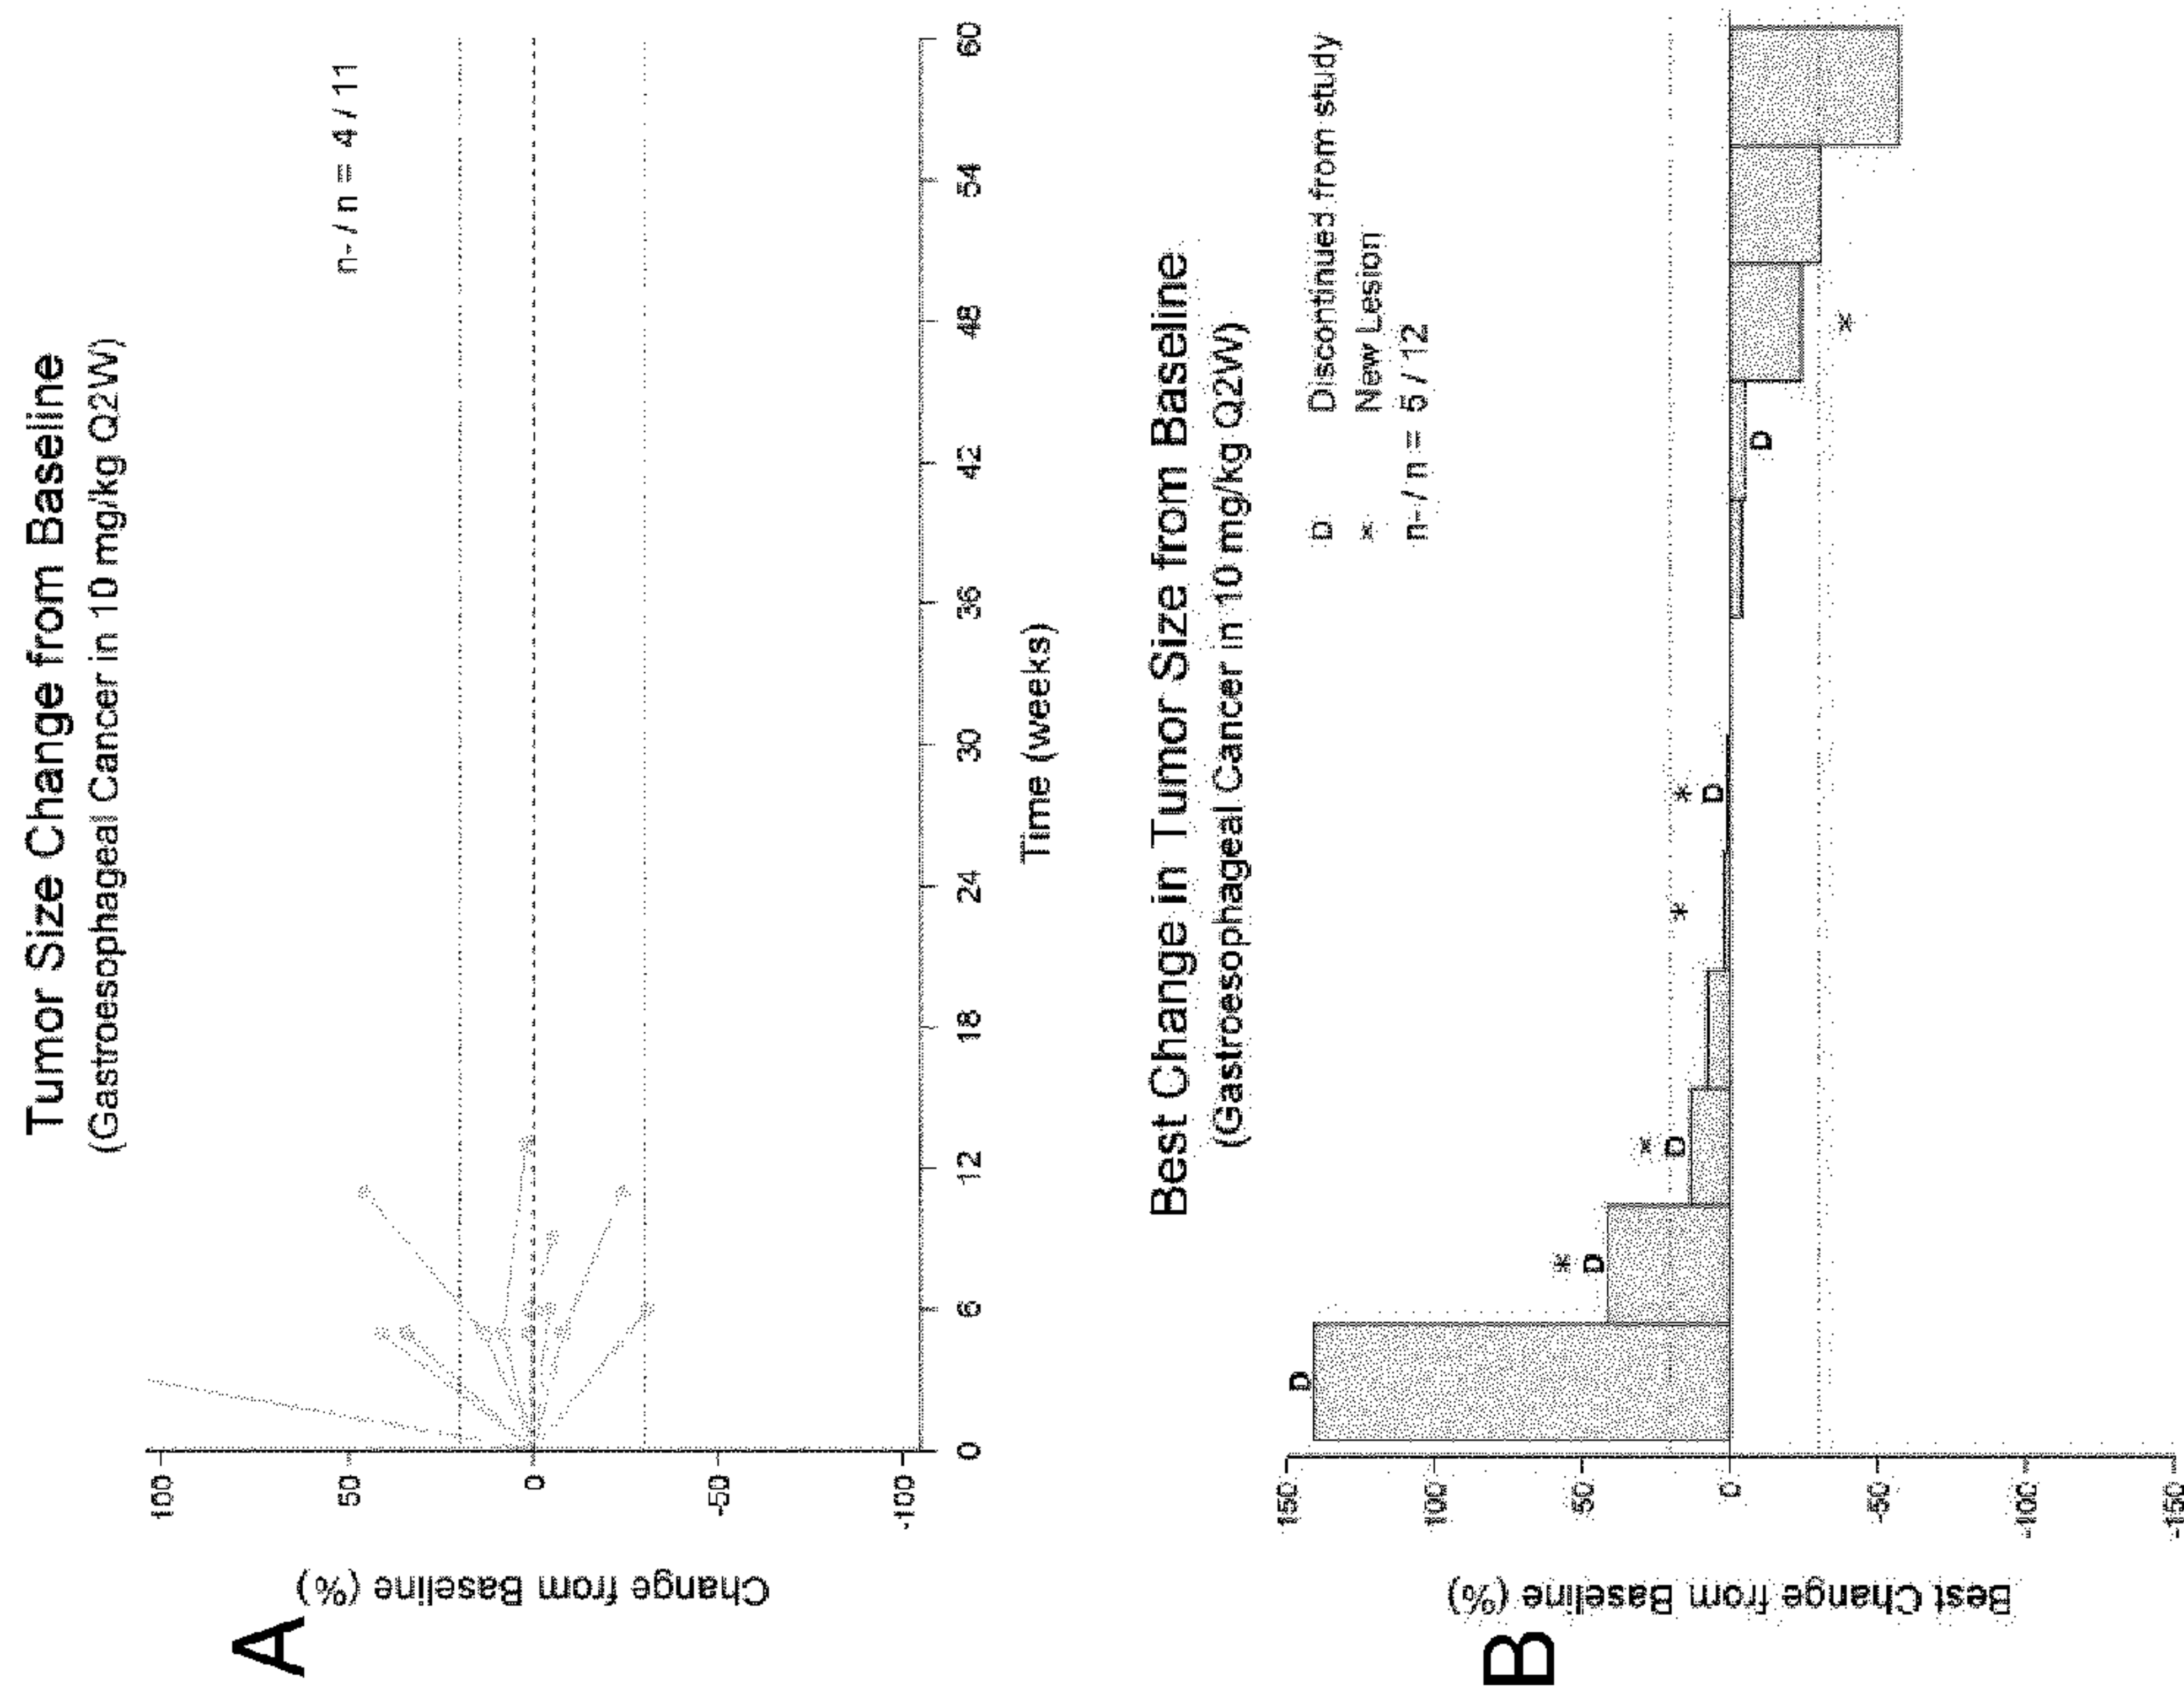 A
Tumor Size Change from Baseline
(Gastroesophageal Cancer in 10 mg/kg Q2W)
Change from Baseline (%)
100
50
0
-50
-100
n- / n = 4 / 11
0 6 12 18 24 30 36 42 48 54 60
Time (weeks)
B
Best Change in Tumor Size from Baseline
(Gastroesophageal Cancer in 10 mg/kg Q2W)
Best Change from Baseline (%)
150
100
50
0
-50
-100
-150
D Discontinued from study
* New Lesion
n- / n = 5 / 12
D
*
D
*
D
*
*
D
D
*